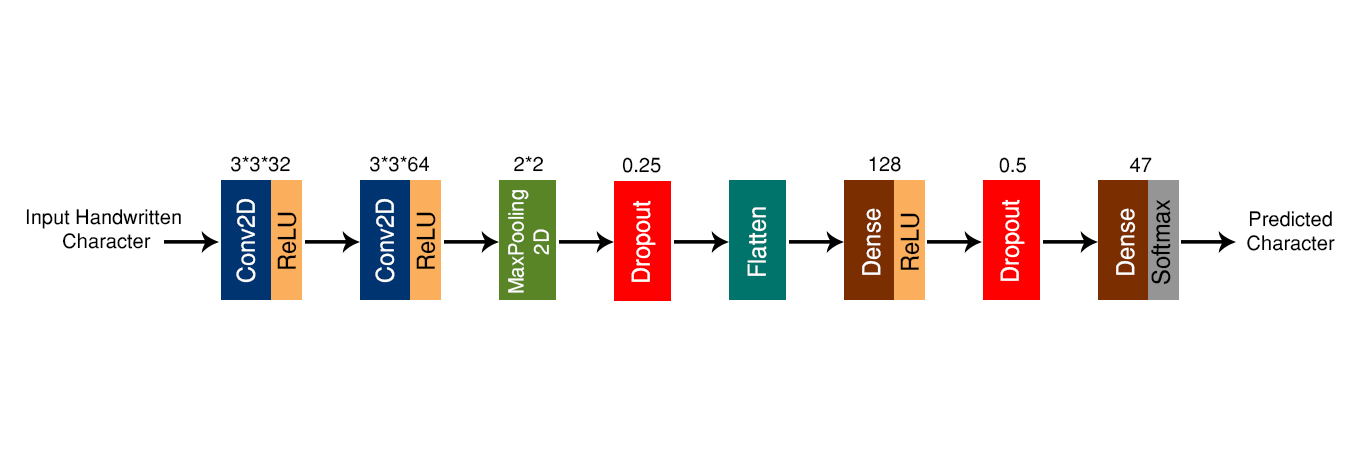 Input Handwritten
Character
3*3*32
Conv2D
ReLU
3*3*64
Conv2D
ReLU
2*2
MaxPooling
2D
0.25
Dropout
Flatten
128
Dense
ReLU
0.5
Dropout
47
Dense
Softmax
Predicted
Character